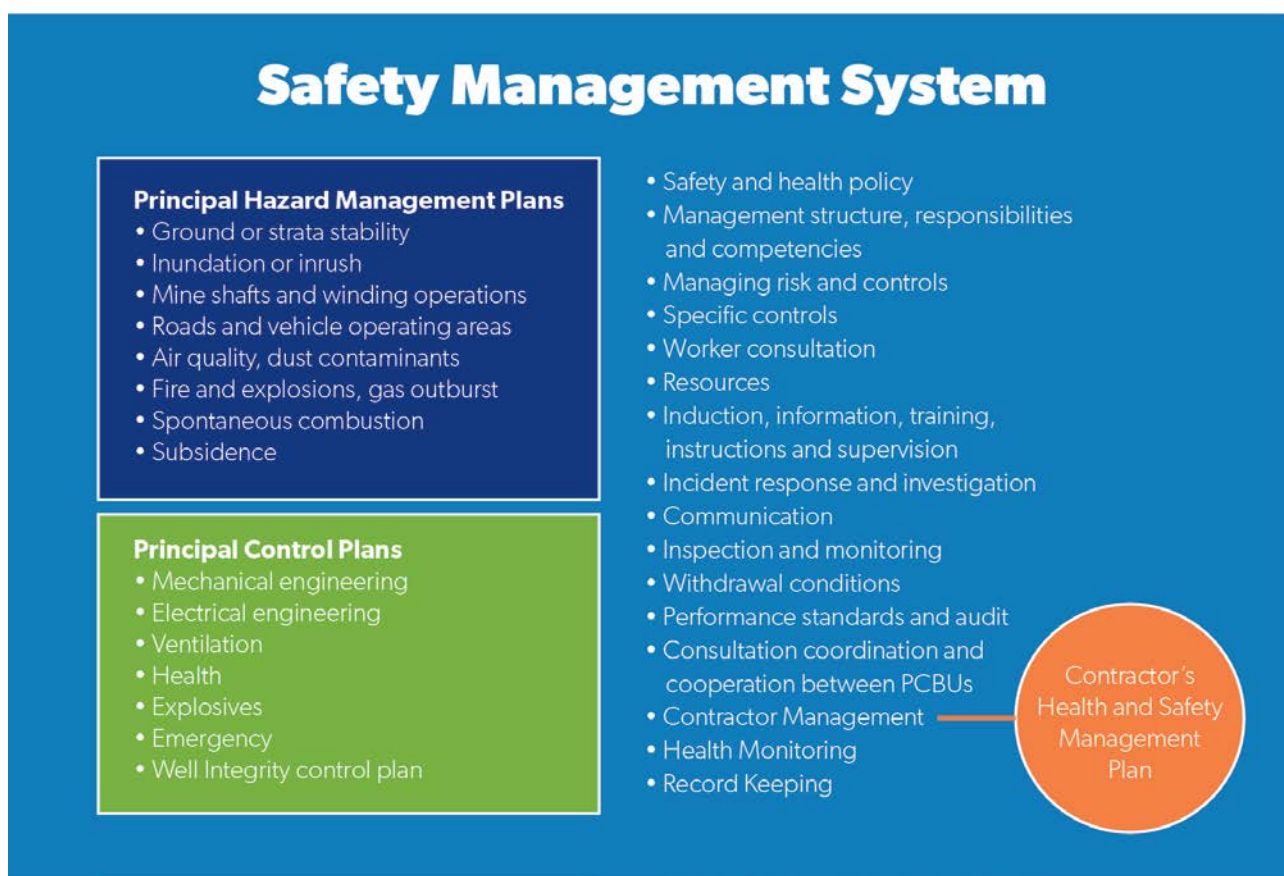 Safety Management System
Principal Hazard Management Plans
• Ground or strata stability
• Inundation or inrush
• Mine shafts and winding operations
• Roads and vehicle operating areas
• Air quality, dust contaminants
• Fire and explosions, gas outburst
• Spontaneous combustion
• Subsidence
Principal Control Plans
• Mechanical engineering
• Electrical engineering
• Ventilation
• Health
• Explosives
• Emergency
• Well Integrity control plan
• Safety and health policy
• Management structure, responsibilities
and competencies
• Managing risk and controls
• Specific controls
• Worker consultation
• Resources
• Induction, information, training,
instructions and supervision
• Incident response and investigation
• Communication
• Inspection and monitoring
• Withdrawal conditions
• Performance standards and audit
• Consultation coordination and
cooperation between PCBUs
• Contractor Management
• Health Monitoring
• Record Keeping
Contractor’s
Health and Safety
Management
Plan